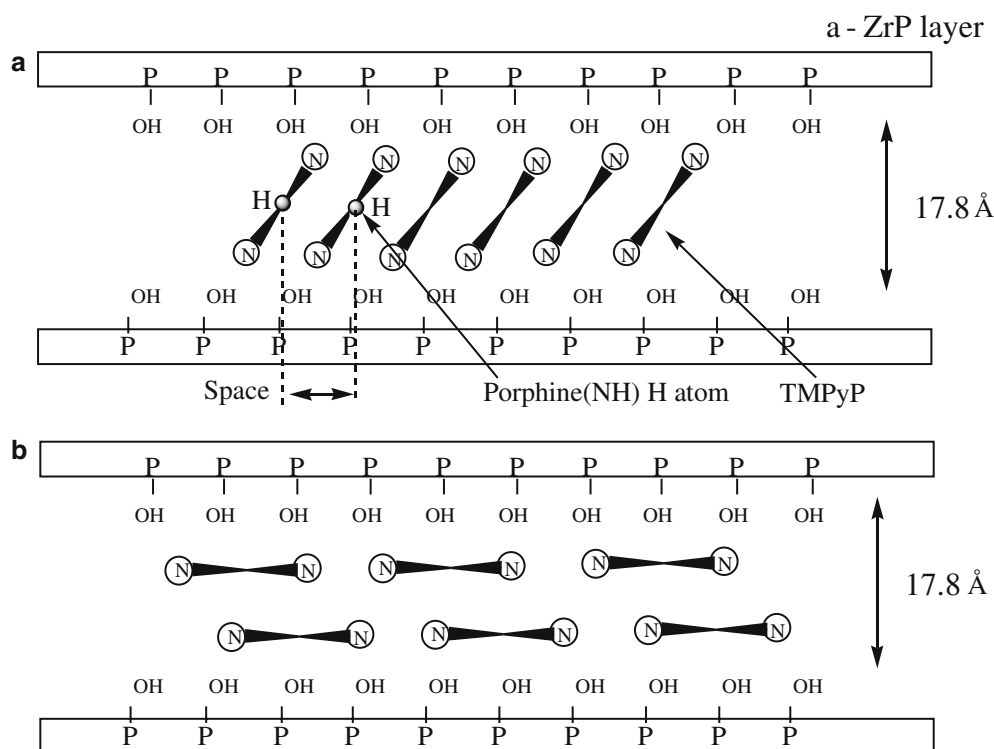 a - ZrP layer
a
P P P P P P P P P P
OH OH OH OH OH OH OH OH OH OH
N N N N N N
H H
17.8 Å
N N N N N N
OH OH OH OH OH OH OH OH OH OH
P P P P P P P P P P
Space Porphine(NH) H atom TMPyP
b
P P P P P P P P P P
OH OH OH OH OH OH OH OH OH OH
N N N N N N
17.8 Å
N N N N N N
OH OH OH OH OH OH OH OH OH OH
P P P P P P P P P P